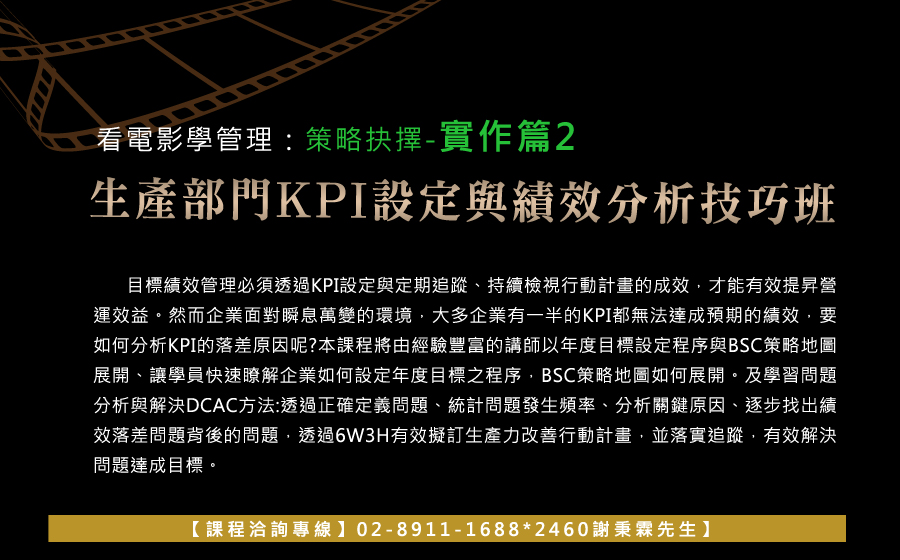 看電影學管理：策略抉擇-實作篇2
生產部門KPI設定與績效分析技巧班
目標績效管理必須透過KPI設定與定期追蹤、持續檢視行動計畫的成效，才能有效提昇營
運效益。然而企業面對瞬息萬變的環境，大多企業有一半的KPI都無法達成預期的績效，要
如何分析KPI的落差原因呢?本課程將由經驗豐富的講師以年度目標設定程序與BSC策略地圖
展開、讓學員快速瞭解企業如何設定年度目標之程序，BSC策略地圖如何展開。及學習問題
分析與解決DCAC方法:透過正確定義問題、統計問題發生頻率、分析關鍵原因、逐步找出績
效落差問題背後的問題，透過6W3H有效擬訂生產力改善行動計畫，並落實追蹤，有效解決
問題達成目標。
【課程洽詢專線】02-8911-1688*2460謝秉霖先生】